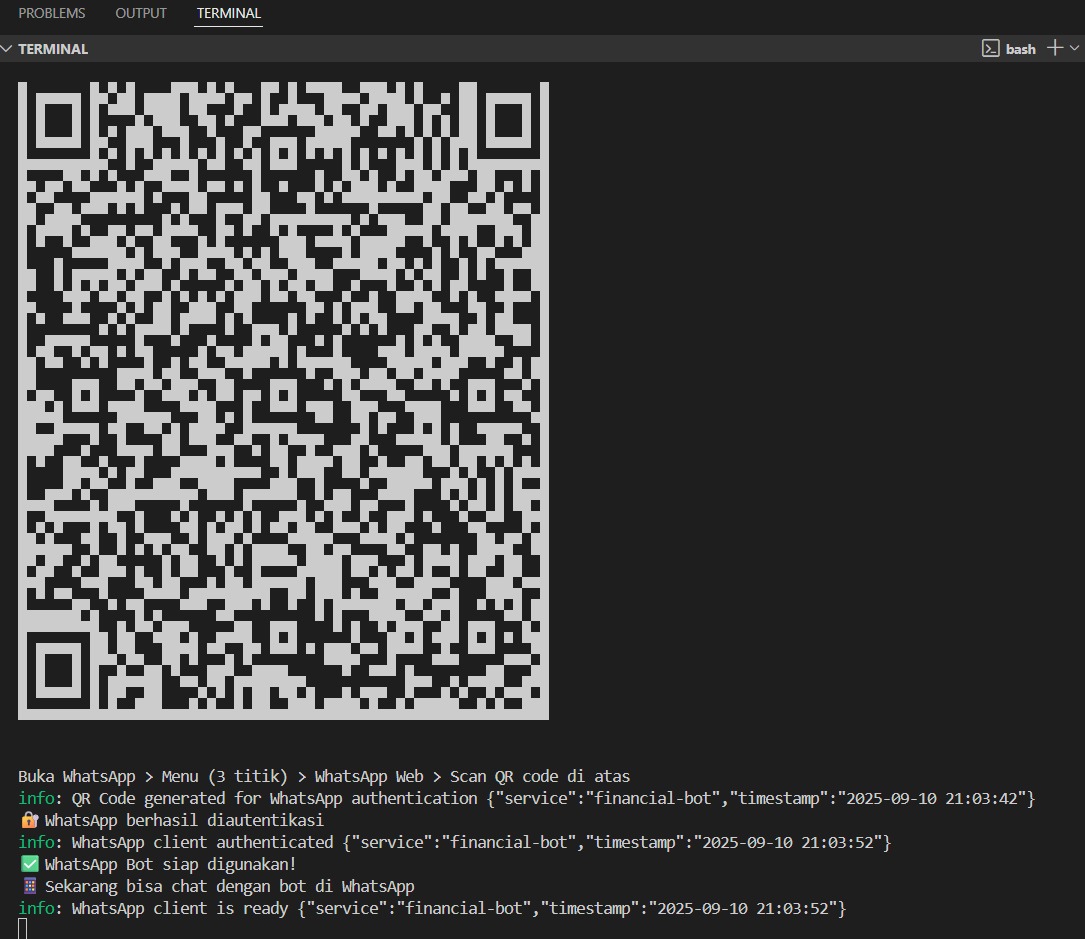 PROBLEMS OUTPUT TERMINAL
TERMINAL bash
Buka WhatsApp > Menu (3 titik) > WhatsApp Web > Scan QR code di atas
info: QR Code generated for WhatsApp authentication {"service":"financial-bot","timestamp":"2025-09-10 21:03:42"}
🔐 WhatsApp berhasil diautentikasi
info: WhatsApp client authenticated {"service":"financial-bot","timestamp":"2025-09-10 21:03:52"}
✅ WhatsApp Bot siap digunakan!
📱 Sekarang bisa chat dengan bot di WhatsApp
info: WhatsApp client is ready {"service":"financial-bot","timestamp":"2025-09-10 21:03:52"}